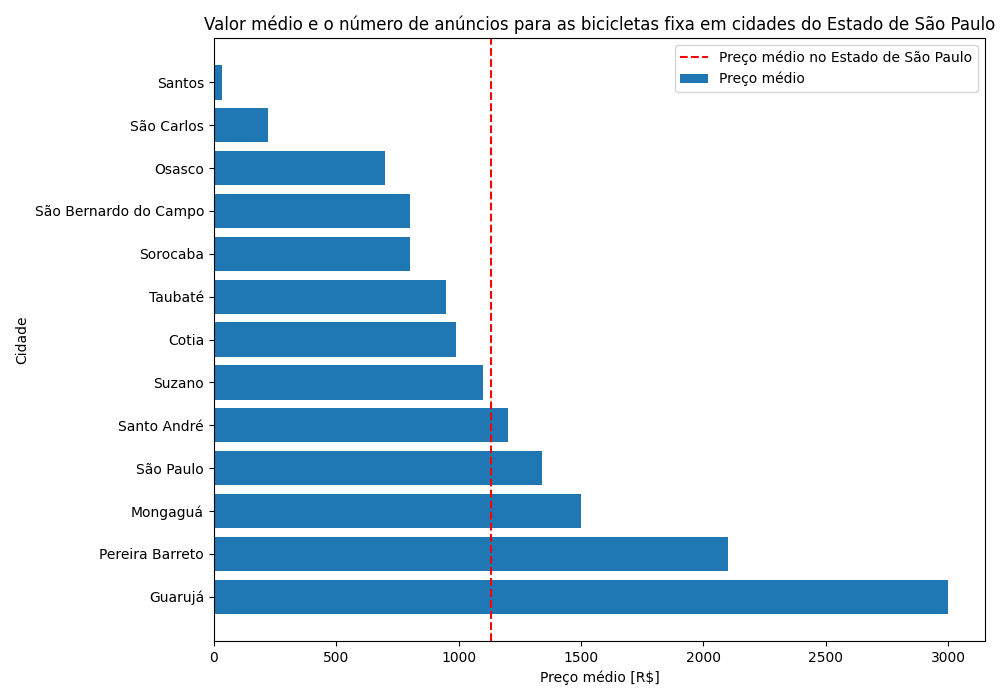 Valor médio e o número de anúncios para as bicicletas fixa em cidades do Estado de São Paulo
Preço médio no Estado de São Paulo
Preço médio
Santos
São Carlos
Osasco
São Bernardo do Campo
Sorocaba
Taubaté
Cotia
Suzano
Santo André
São Paulo
Mongaguá
Pereira Barreto
Guarujá
Cidade
0 500 1000 1500 2000 2500 3000
Preço médio [R$]